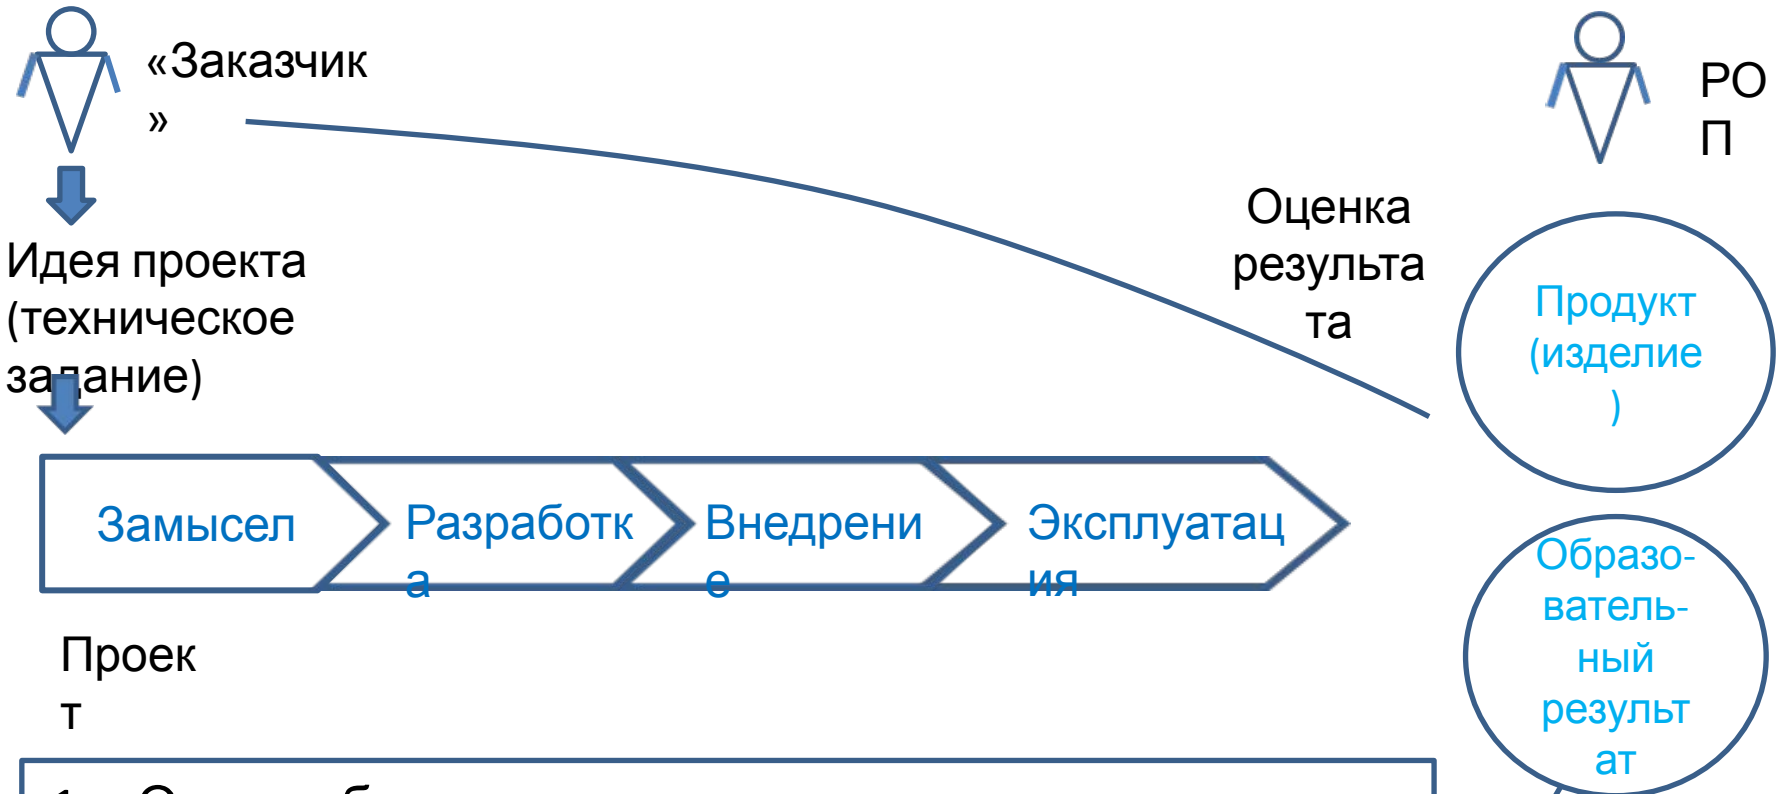 «Заказчик
»
РО
П
Оценка
результа
та
Идея проекта
(техническое
задание)
Продукт
(изделие
)
Замысел
Разработк
а
Внедрени
е
Эксплуатац
ия
Образо-
ватель-
ный
результ
ат
Проек
т